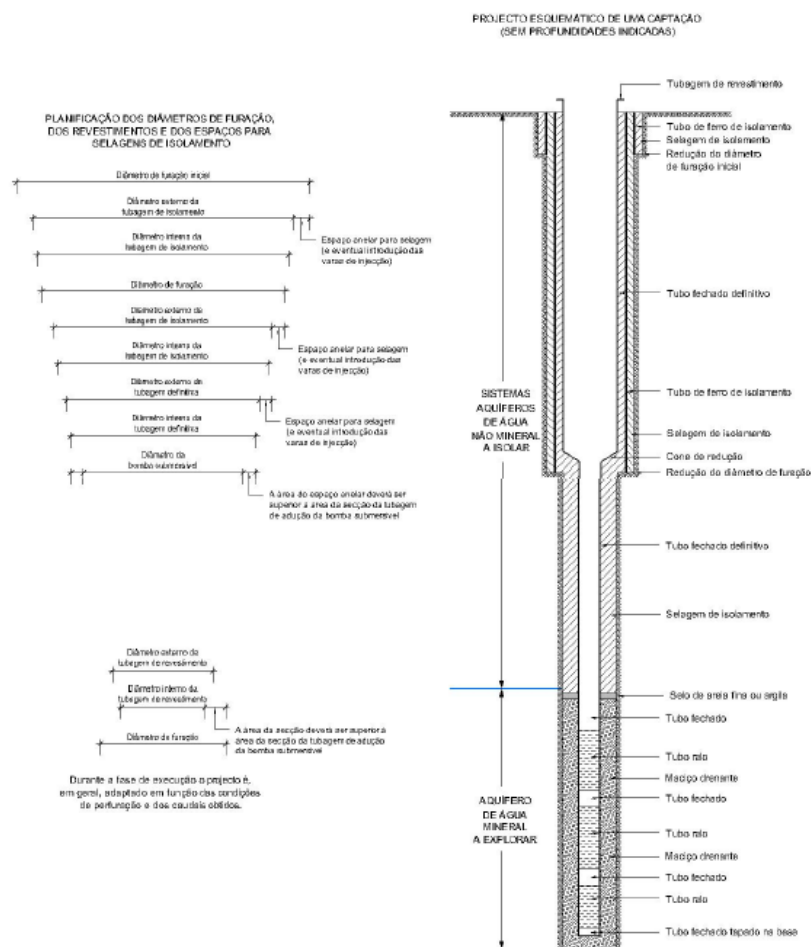 PROJECTO ESQUEMÁTICO DE UMA CAPTAÇÃO
(SEM PROFUNDIDADES INDICADAS)
PLANIFICAÇÃO DOS DIÂMETROS DE FURAÇÃO,
DOS REVESTIMENTOS E DOS ESPAÇOS PARA
SELAGENS DE ISOLAMENTO
Diâmetro de furação inicial
Diâmetro externo da
tubagem de isolamento
Diâmetro interno da
tubagem de isolamento
Espaço anelar para selagem
(e eventual introdução das
varas de injecção)
Diâmetro de furação
Diâmetro externo da
tubagem de isolamento
Diâmetro interno da
tubagem de isolamento
Espaço anelar para selagem
(e eventual introdução das
varas de injecção)
Diâmetro externo da
tubagem definitiva
Diâmetro interno da
tubagem definitiva
Espaço anelar para selagem
(e eventual introdução das
varas de injecção)
Diâmetro da
bomba submersível
A área do espaço anelar deverá ser
superior a área da secção da tubagem
de adução da bomba submersível
Diâmetro externo da
tubagem de revestimento
Diâmetro interno da
tubagem de revestimento
Diâmetro de furação
A área da secção deverá ser superior à
área da secção da tubagem de adução
da bomba submersível
Durante a fase de execução o projecto é,
em geral, adaptado em função das condições
de perfuração e dos caudais obtidos.
SISTEMAS
AQUÍFEROS
DE ÁGUA
NÃO MINERAL
A ISOLAR
AQUÍFERO
DE ÁGUA
MINERAL
A EXPLORAR
Tubagem de revestimento
Tubo de ferro de isolamento
Selagem de isolamento
Redução do diâmetro
de furação inicial
Tubo fechado definitivo
Tubo de ferro de isolamento
Selagem de isolamento
Cone de redução
Redução do diâmetro de furação
Tubo fechado definitivo
Selagem de isolamento
Selo de areia fina ou argila
Tubo fechado
Tubo ralo
Maciço drenante
Tubo fechado
Tubo ralo
Maciço drenante
Tubo fechado
Tubo ralo
Tubo fechado tapado na base